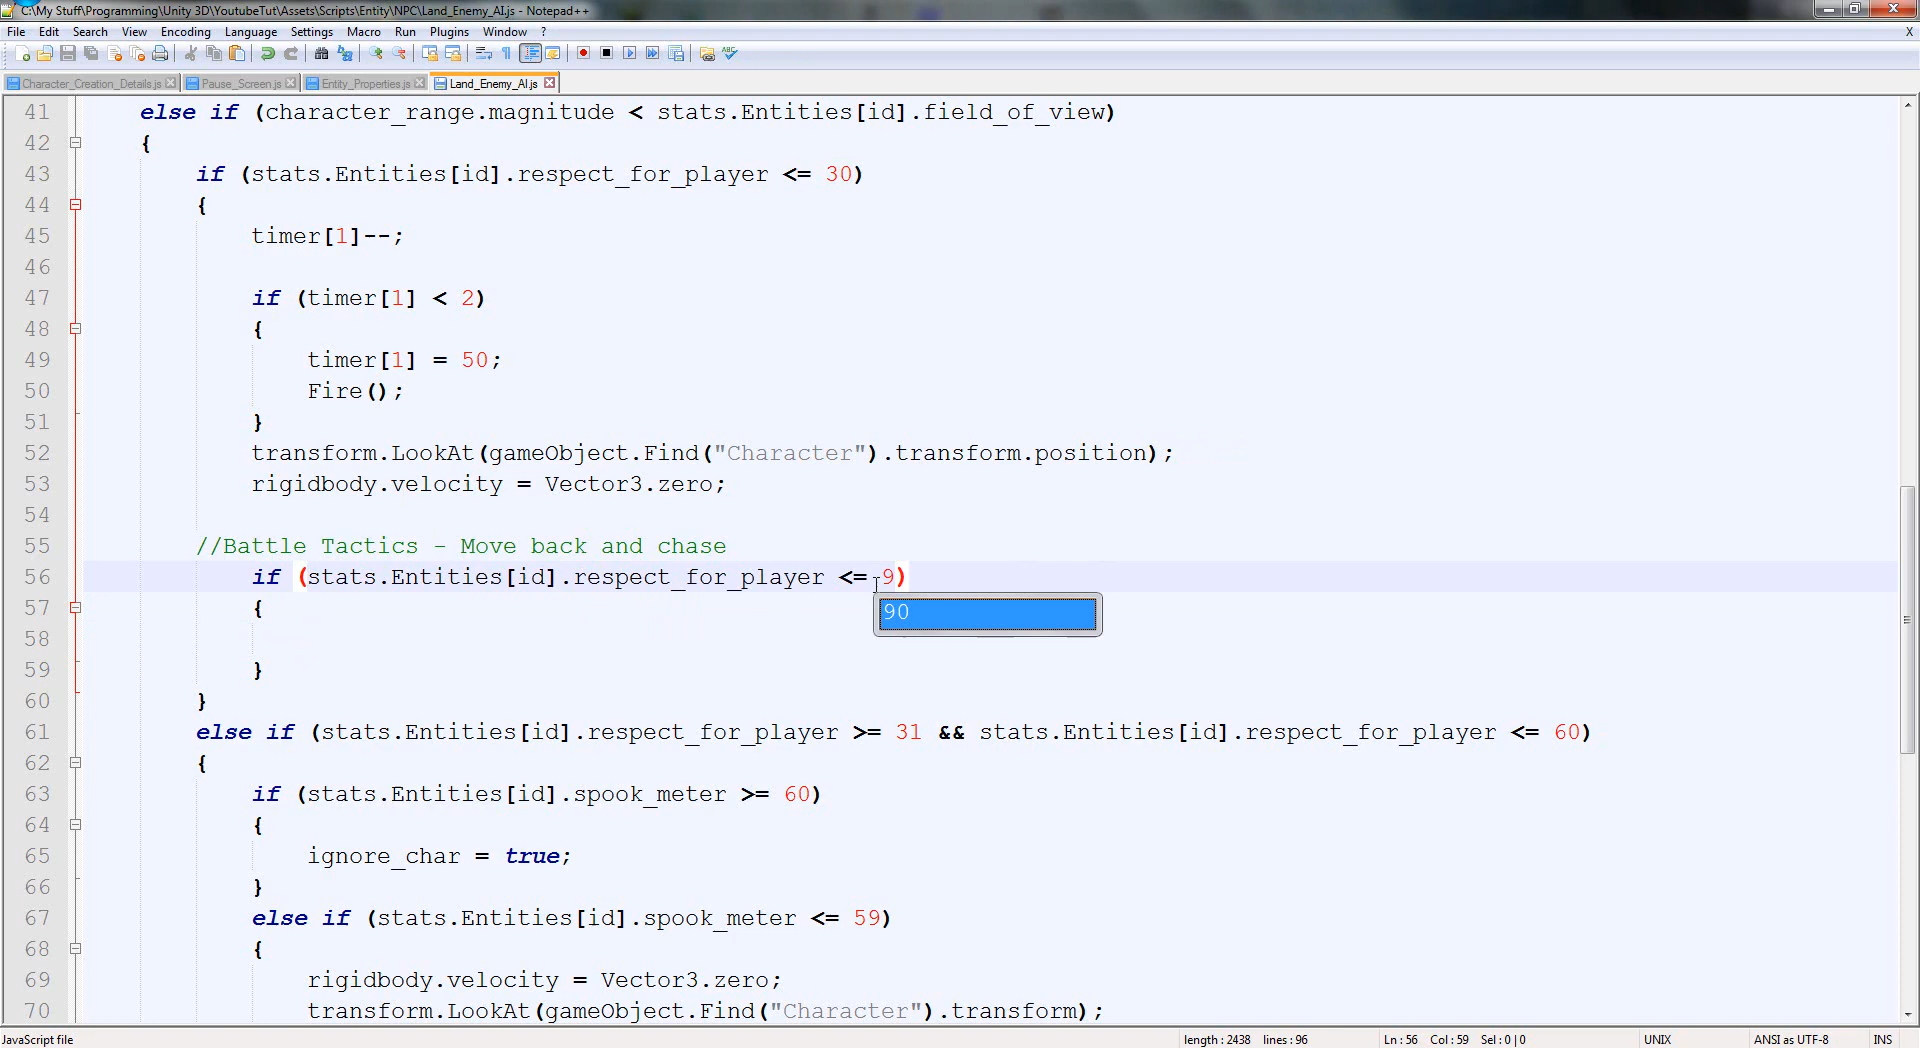 C:\My Stuff\Programming\Unity 3D\YoutubeTut\Assets\Scripts\Entity\NPC\Land_Enemy_AI.js - Notepad++
File Edit Search View Encoding Language Settings Macro Run Plugins Window ? X
Character_Creation_Details.js Pause_Screen.js Entity_Properties.js Land_Enemy_AI.js
41 else if (character_range.magnitude < stats.Entities[id].field_of_view)
42 {
43 if (stats.Entities[id].respect_for_player <= 30)
44 {
45 timer[1]--;
46
47 if (timer[1] < 2)
48 {
49 timer[1] = 50;
50 Fire();
51 }
52 transform.LookAt(gameObject.Find("Character").transform.position);
53 rigidbody.velocity = Vector3.zero;
54
55 //Battle Tactics - Move back and chase
56 if (stats.Entities[id].respect_for_player <= 9)
57 {
90
58
59 }
60 }
61 else if (stats.Entities[id].respect_for_player >= 31 && stats.Entities[id].respect_for_player <= 60)
62 {
63 if (stats.Entities[id].spook_meter >= 60)
64 {
65 ignore_char = true;
66 }
67 else if (stats.Entities[id].spook_meter <= 59)
68 {
69 rigidbody.velocity = Vector3.zero;
70 transform.LookAt(gameObject.Find("Character").transform);
JavaScript file length : 2438 lines : 96 Ln : 56 Col : 59 Sel : 0 | 0 UNIX ANSI as UTF-8 INS